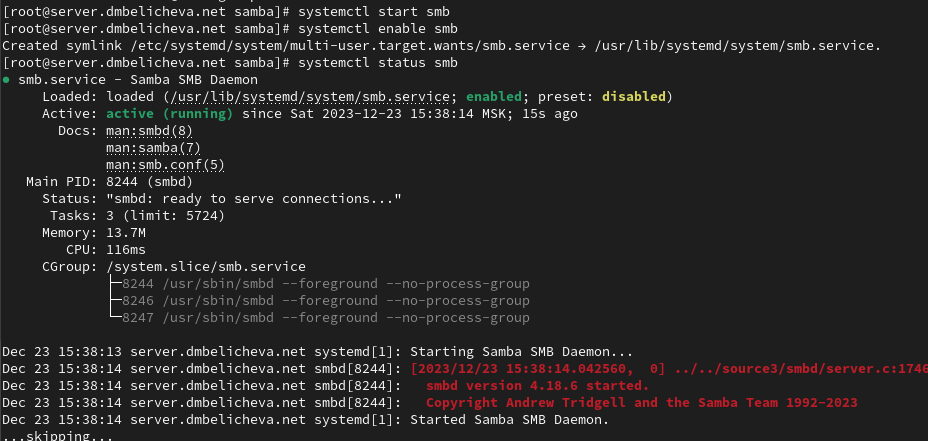 [root@server.dmbelicheva.net samba]# systemctl start smb
[root@server.dmbelicheva.net samba]# systemctl enable smb
Created symlink /etc/systemd/system/multi-user.target.wants/smb.service → /usr/lib/systemd/system/smb.service.
[root@server.dmbelicheva.net samba]# systemctl status smb
● smb.service - Samba SMB Daemon
     Loaded: loaded (/usr/lib/systemd/system/smb.service; enabled; preset: disabled)
     Active: active (running) since Sat 2023-12-23 15:38:14 MSK; 15s ago
       Docs: man:smbd(8)
             man:samba(7)
             man:smb.conf(5)
   Main PID: 8244 (smbd)
     Status: "smbd: ready to serve connections..."
      Tasks: 3 (limit: 5724)
     Memory: 13.7M
        CPU: 116ms
     CGroup: /system.slice/smb.service
             ├─8244 /usr/sbin/smbd --foreground --no-process-group
             ├─8246 /usr/sbin/smbd --foreground --no-process-group
             └─8247 /usr/sbin/smbd --foreground --no-process-group

Dec 23 15:38:13 server.dmbelicheva.net systemd[1]: Starting Samba SMB Daemon...
Dec 23 15:38:14 server.dmbelicheva.net smbd[8244]: [2023/12/23 15:38:14.042560,  0] ../../source3/smbd/server.c:1746
Dec 23 15:38:14 server.dmbelicheva.net smbd[8244]:   smbd version 4.18.6 started.
Dec 23 15:38:14 server.dmbelicheva.net smbd[8244]:   Copyright Andrew Tridgell and the Samba Team 1992-2023
Dec 23 15:38:14 server.dmbelicheva.net systemd[1]: Started Samba SMB Daemon.
...skipping...